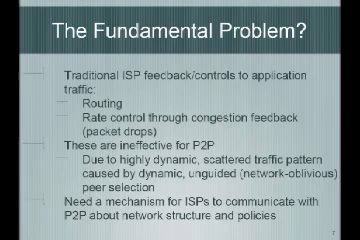 The Fundamental Problem?
Traditional ISP feedback/controls to application
traffic:
Routing
Rate control through congestion feedback
(packet drops)
These are ineffective for P2P
Due to highly dynamic, scattered traffic pattern
caused by dynamic, unguided (network-oblivious)
peer selection
Need a mechanism for ISPs to communicate with
P2P about network structure and policies